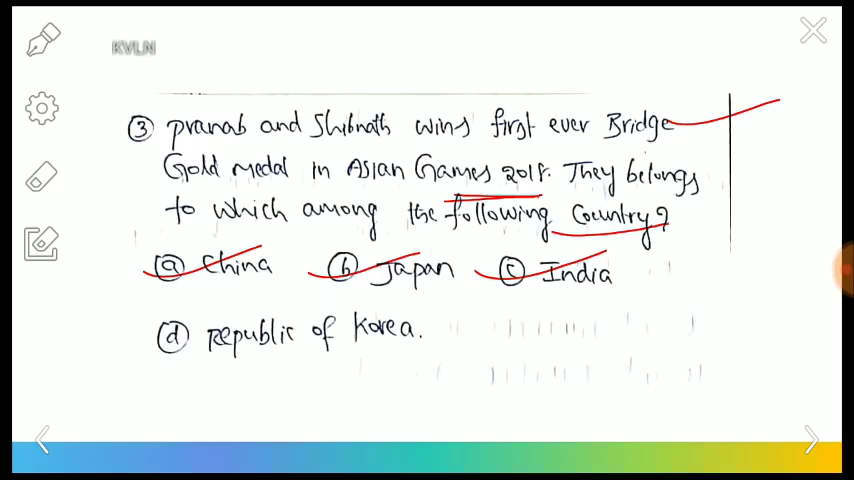 KVLN
③ pranab and Shibnath wins first ever Bridge
Gold medal in Asian Games 2018. They belongs
to which among the following Country?
ⓐ China ⓑ Japan ⓒ India
ⓓ Republic of Korea.